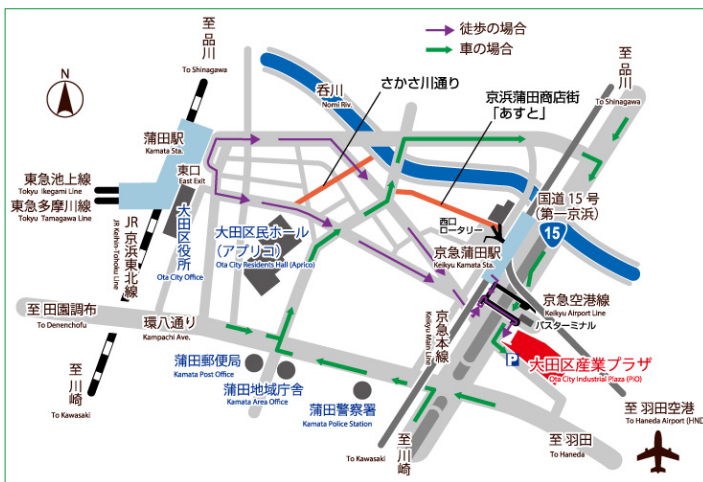 徒歩の場合
車の場合
至 品川
To Shinagawa
至 品川
To Shinagawa
N
呑川
Nomi Riv.
さかさ川通り
京浜蒲田商店街
「あすと」
蒲田駅
Kamata Sta.
東口
East Exit
東急池上線
Tokyu Ikegami Line
東急多摩川線
Tokyu Tamagawa Line
JR 京浜東北線
JR Keihin-Tohoku Line
大田区役所
Ota City Office
大田区民ホール
（アプリコ）
Ota City Residents Hall (Aprico)
西口
ロータリー
国道 15 号
（第一京浜）
15
京急蒲田駅
Keikyu Kamata Sta.
京急空港線
Keikyu Airport Line
バスターミナル
京急本線
Keikyu Main Line
至 田園調布
To Denenchofu
環八通り
Kampachi Ave.
P
大田区産業プラザ
Ota City Industrial Plaza (PiO)
蒲田郵便局
Kamata Post Office
蒲田地域庁舎
Kamata Area Office
蒲田警察署
Kamata Police Station
至 川崎
To Kawasaki
至 川崎
To Kawasaki
至 羽田
To Haneda
至 羽田空港
To Haneda Airport (HND)